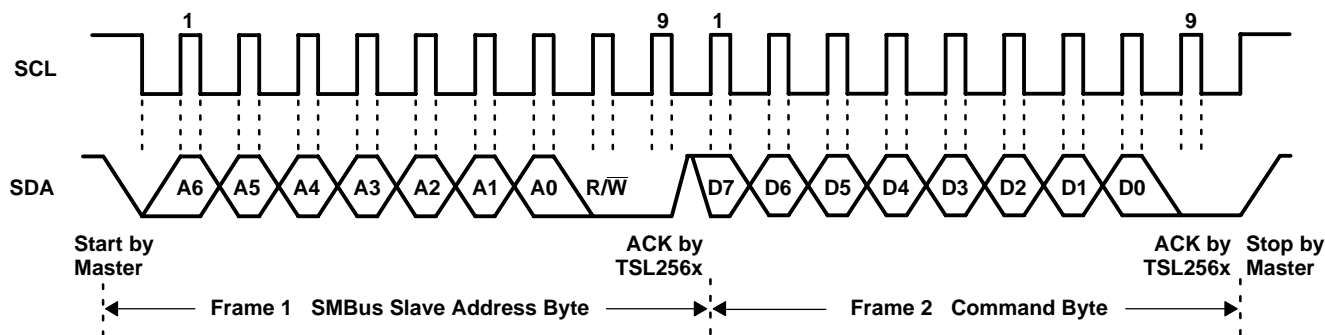 1 9 1 9
SCL
SDA A6 A5 A4 A3 A2 A1 A0 R/W̅ D7 D6 D5 D4 D3 D2 D1 D0
Start by Master
ACK by TSL256x
ACK by TSL256x
Stop by Master
Frame 1 SMBus Slave Address Byte
Frame 2 Command Byte